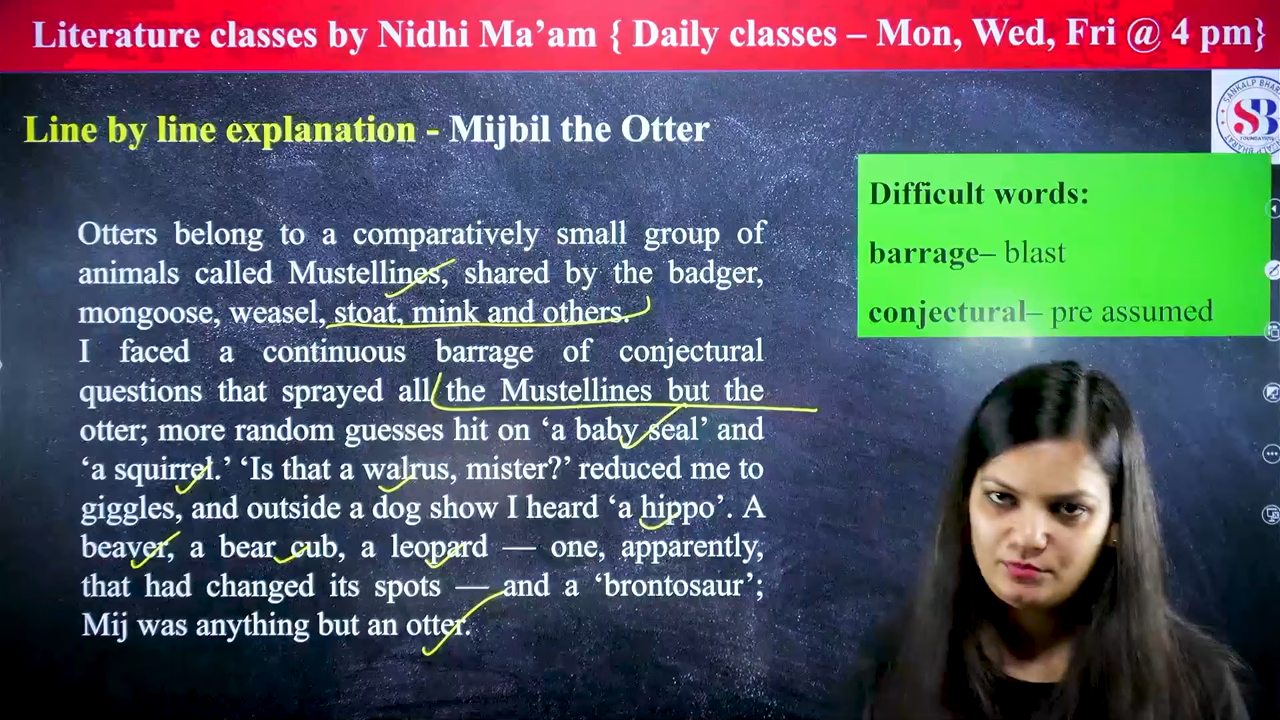 Literature classes by Nidhi Ma’am { Daily classes – Mon, Wed, Fri @ 4 pm}
Line by line explanation - Mijbil the Otter
SANKALP BHARAT
SB
FOUNDATION
Difficult words:
barrage– blast
conjectural– pre assumed
Otters belong to a comparatively small group of
animals called Mustellines, shared by the badger,
mongoose, weasel, stoat, mink and others.
I faced a continuous barrage of conjectural
questions that sprayed all the Mustellines but the
otter; more random guesses hit on ‘a baby seal’ and
‘a squirrel.’ ‘Is that a walrus, mister?’ reduced me to
giggles, and outside a dog show I heard ‘a hippo’. A
beaver, a bear cub, a leopard — one, apparently,
that had changed its spots — and a ‘brontosaur’;
Mij was anything but an otter.